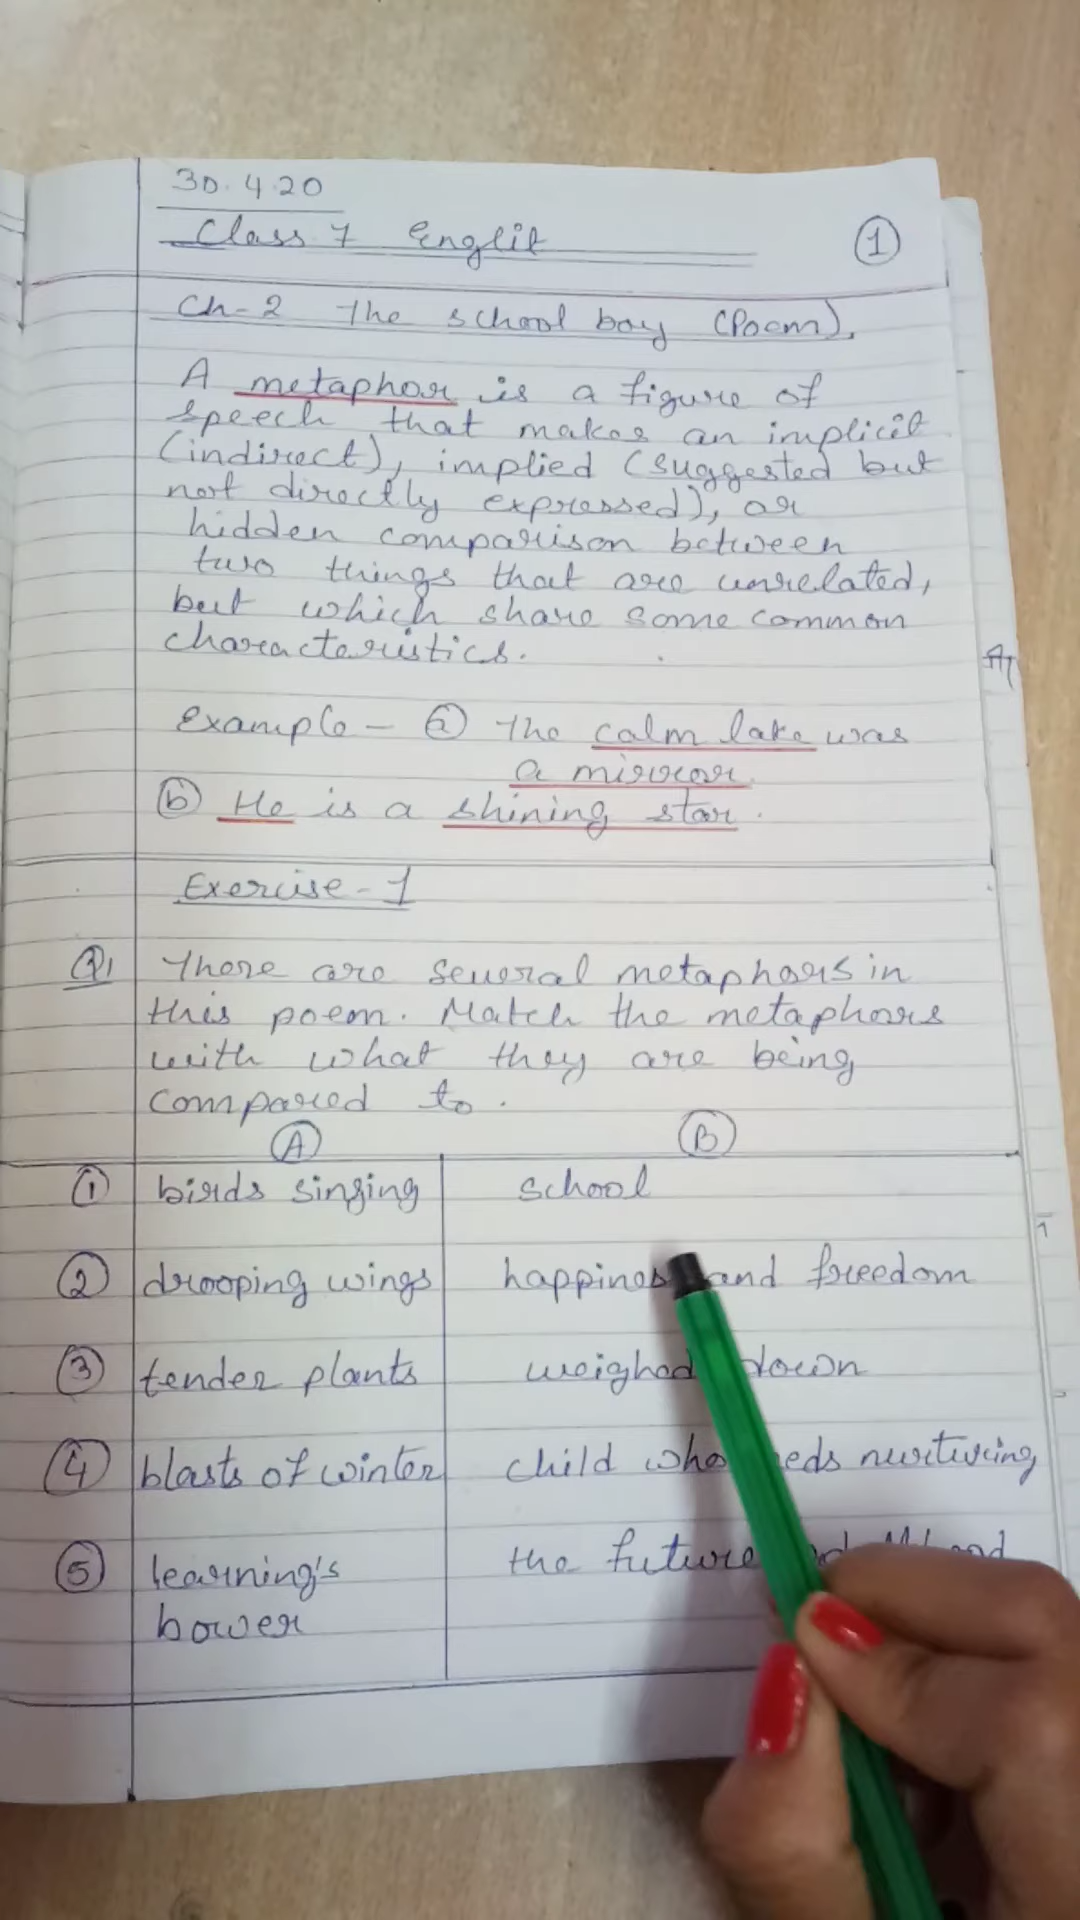 30.4.20
Class 7 Englit
1
Ch-2 The school boy (Poem).
A metaphor is a figure of
speech that makes an implicit
(indirect), implied (suggested but
not directly expressed), or
hidden comparison between
two things that are unrelated,
but which share some common
characteristics.
Example - a The calm lake was
a mirror.
b He is a shining star.
Exercise - 1
Q1 There are several metaphors in
this poem. Match the metaphors
with what they are being
compared to.
A B
1 birds singing school
2 drooping wings happiness and freedom
3 tender plants weighed down
4 blasts of winter child who needs nurturing
5 learning's the future
bower